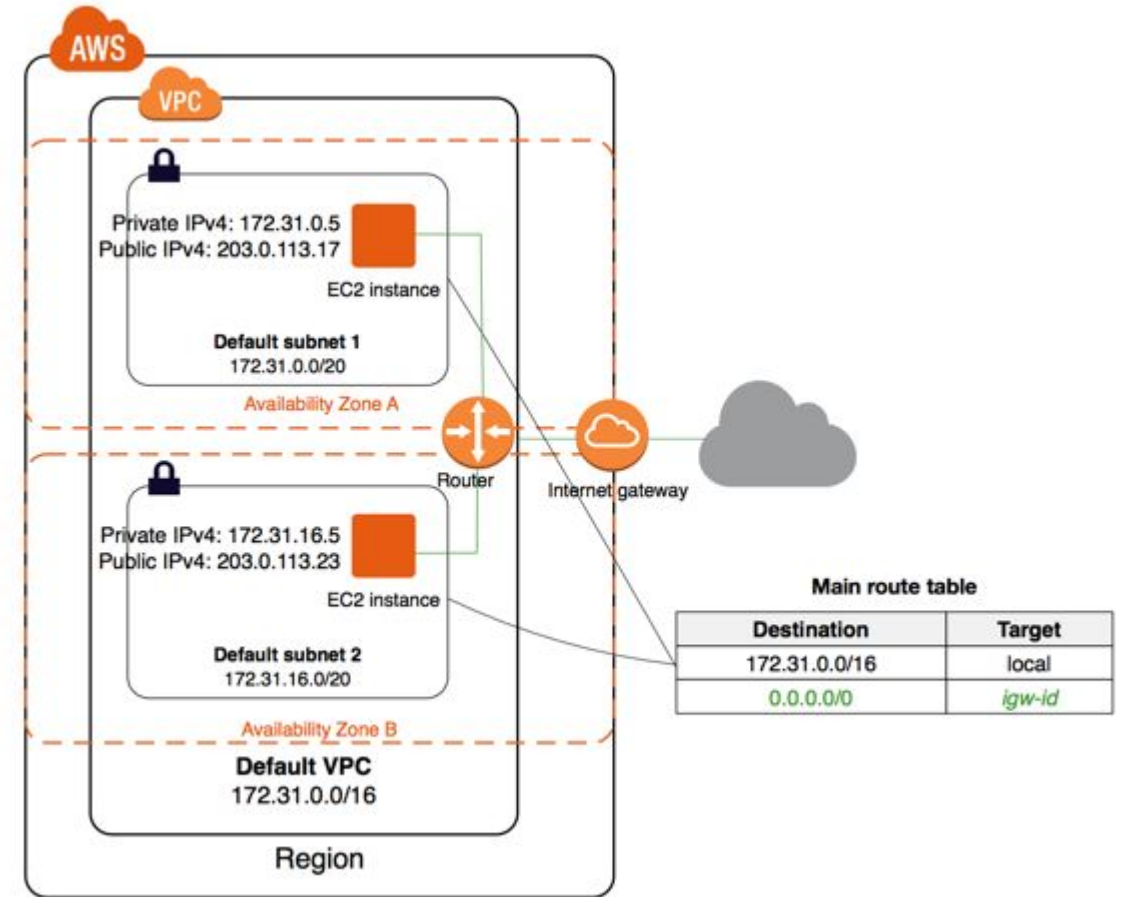 AWS
VPC
Private IPv4: 172.31.0.5
Public IPv4: 203.0.113.17
EC2 instance
Default subnet 1
172.31.0.0/20
Availability Zone A
Router
Internet gateway
Private IPv4: 172.31.16.5
Public IPv4: 203.0.113.23
EC2 instance
Default subnet 2
172.31.16.0/20
Availability Zone B
Default VPC
172.31.0.0/16
Region
Main route table
Destination Target
172.31.0.0/16 local
0.0.0.0/0 igw-id